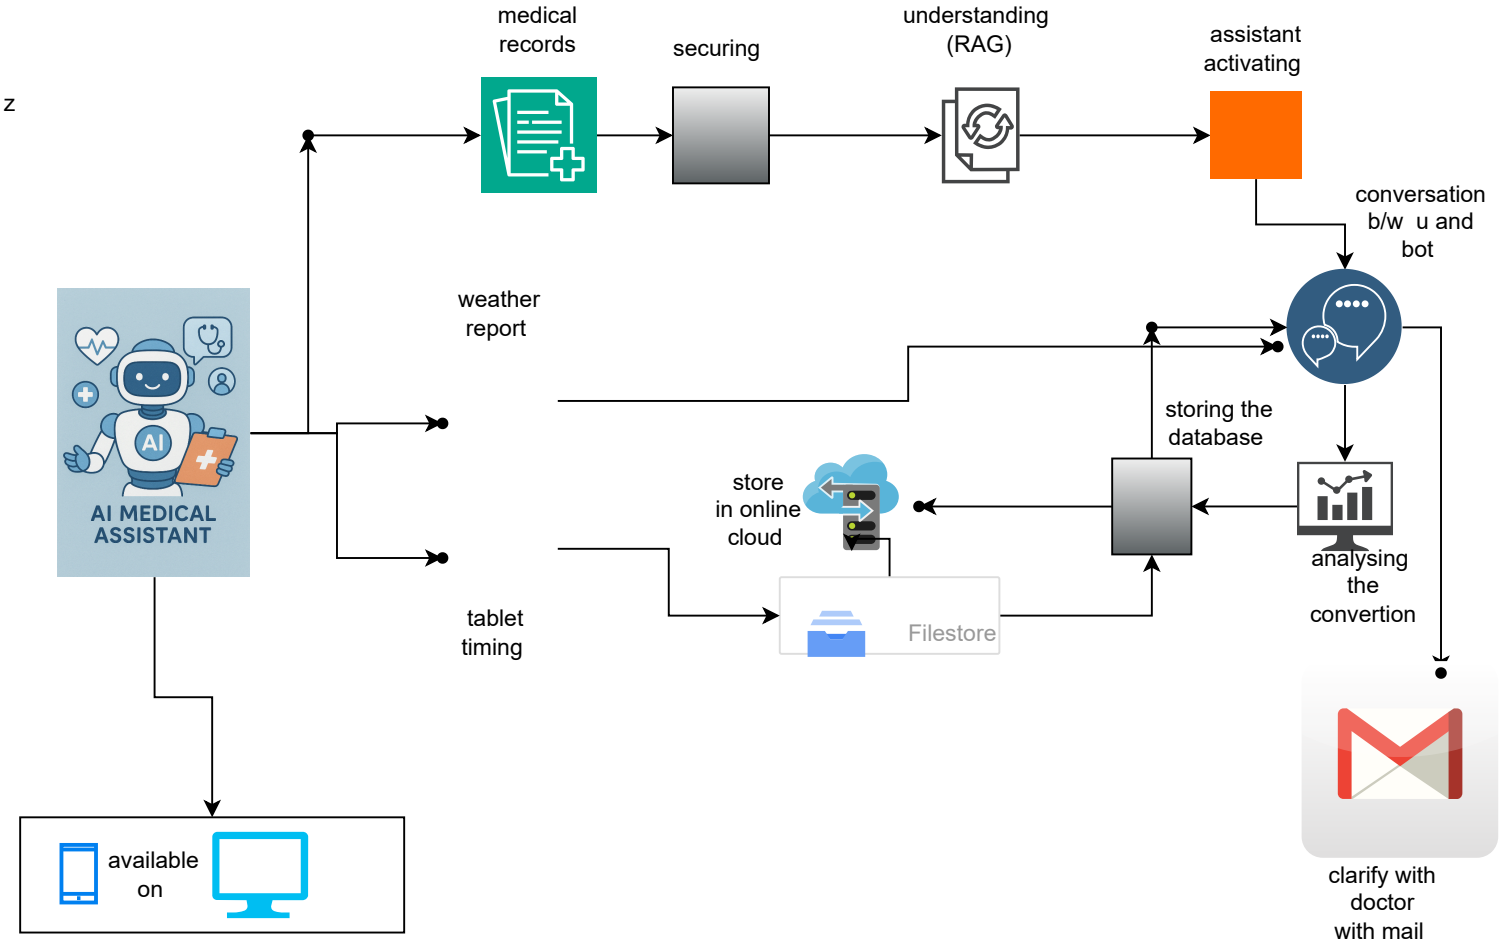 medical
records
securing
understanding
(RAG)
assistant
activating
z
conversation
b/w u and
bot
weather
report
AI
AI MEDICAL
ASSISTANT
storing the
database
store
in online
cloud
analysing
the
convertion
tablet
timing
Filestore
available
on
clarify with
doctor
with mail